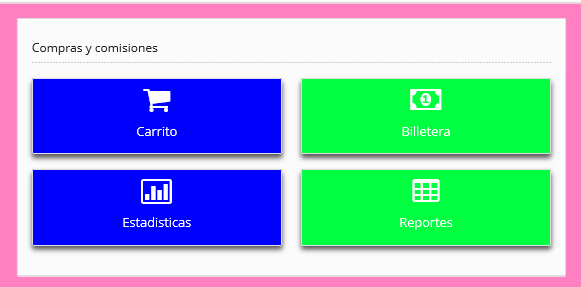 Compras y comisiones
Carrito
Billetera
Estadisticas
Reportes